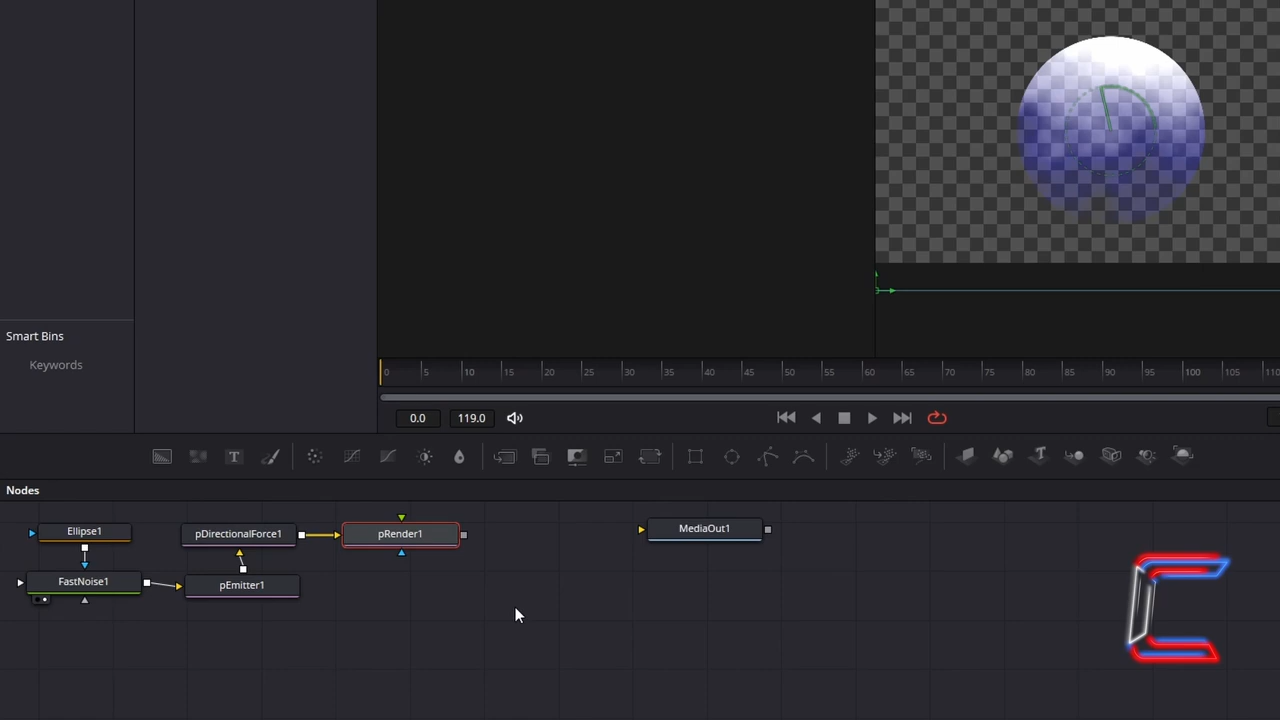 Smart Bins
Keywords
0 5 10 15 20 25 30 35 40 45 50 55 60 65 70 75 80 85 90 95 100 105 110
0.0 119.0
T
Nodes
Ellipse1
pDirectionalForce1
pRender1
MediaOut1
FastNoise1
pEmitter1
C